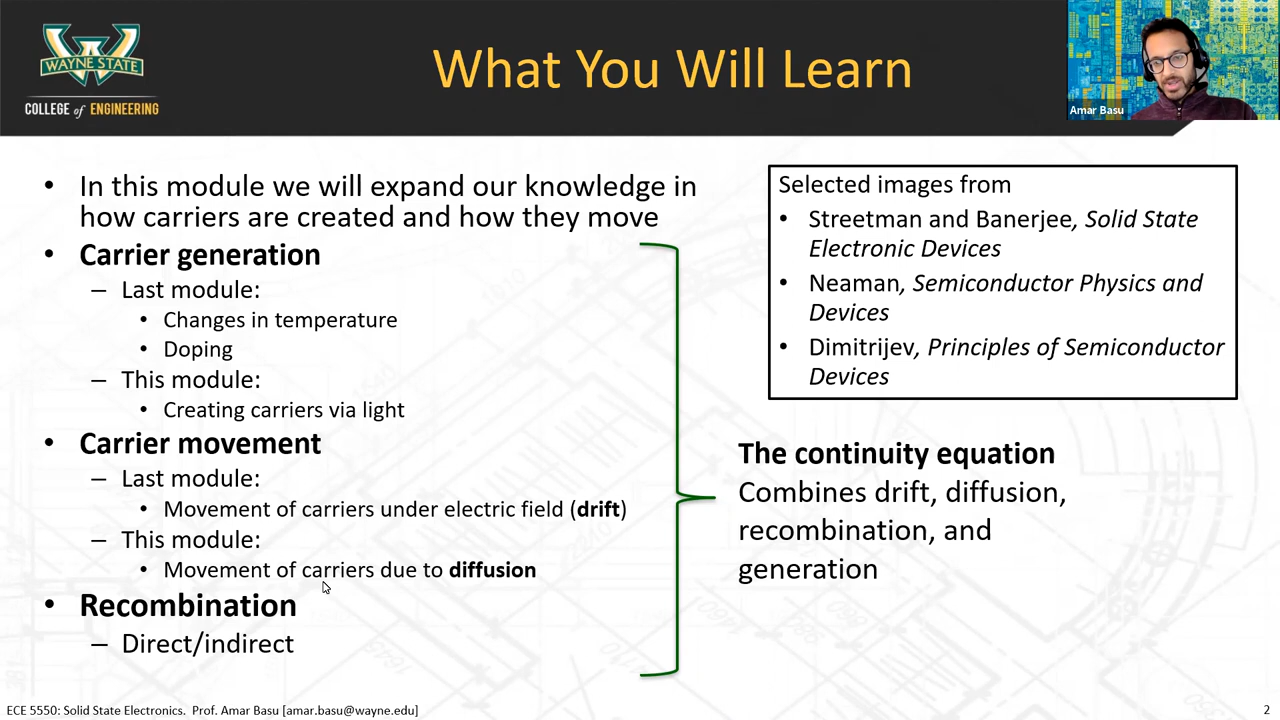 WAYNE STATE
COLLEGE of ENGINEERING
What You Will Learn
Amar Basu
• In this module we will expand our knowledge in
how carriers are created and how they move
• Carrier generation
– Last module:
• Changes in temperature
• Doping
– This module:
• Creating carriers via light
• Carrier movement
– Last module:
• Movement of carriers under electric field (drift)
– This module:
• Movement of carriers due to diffusion
• Recombination
– Direct/indirect
Selected images from
• Streetman and Banerjee, Solid State
Electronic Devices
• Neaman, Semiconductor Physics and
Devices
• Dimitrijev, Principles of Semiconductor
Devices
The continuity equation
Combines drift, diffusion,
recombination, and
generation
ECE 5550: Solid State Electronics. Prof. Amar Basu [amar.basu@wayne.edu]
2